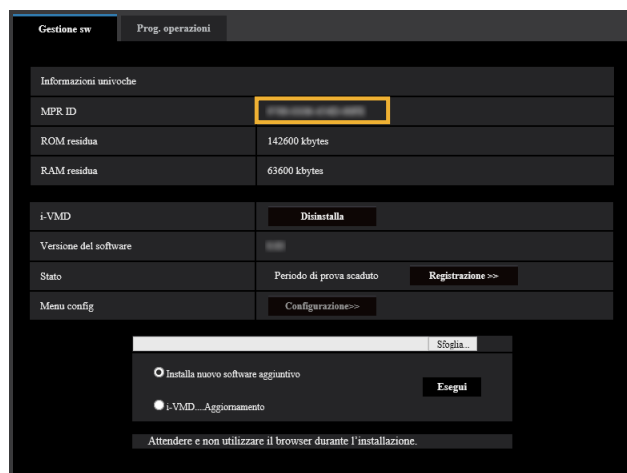 Gestione sw Prog. operazioni
Informazioni univoche
MPR ID
ROM residua 142600 kbytes
RAM residua 63600 kbytes
i-VMD Disinstalla
Versione del software
Stato Periodo di prova scaduto Registrazione >>
Menu config Configurazione>>
Sfoglia...
Installa nuovo software aggiuntivo
Esegui
i-VMD....Aggiornamento
Attendere e non utilizzare il browser durante l'installazione.